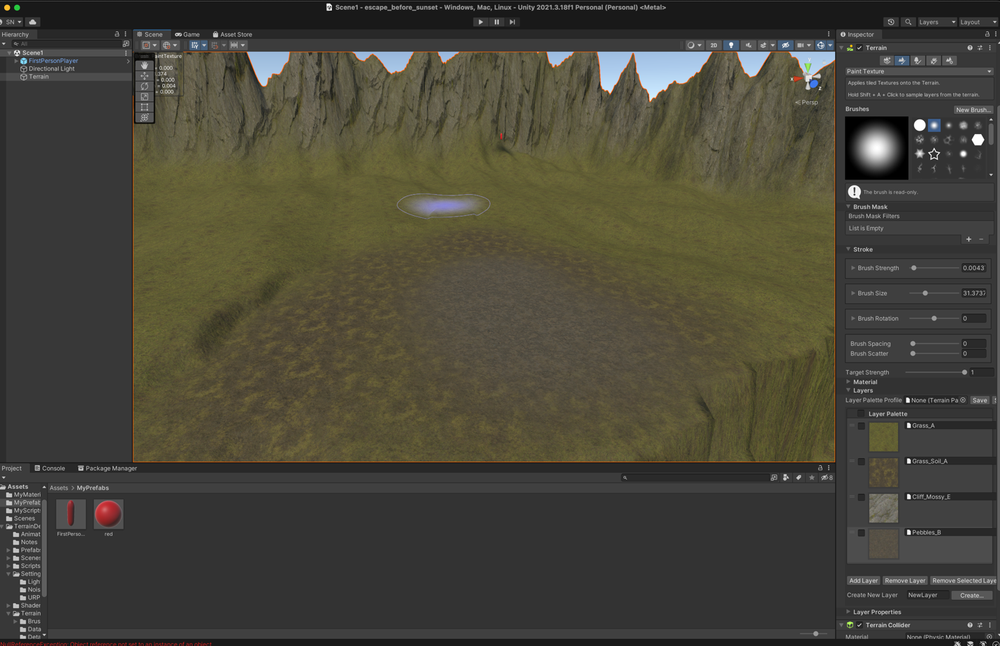 Scene1 - escape_before_sunset - Windows, Mac, Linux - Unity 2021.3.18f1 Personal (Personal) <Metal>
SN
Layers
Layout
Hierarchy
All
Scene1
FirstPersonPlayer
Directional Light
Terrain
Scene
Game
Asset Store
2D
aintTexture
= 0.000
.374
= 0.000
= 0.004
= 0.000
y
x
z
Persp
Inspector
Terrain
Paint Texture
Applies tiled Textures onto the Terrain.
Hold Shift + A + Click to sample layers from the terrain.
Brushes
New Brush...
The brush is read-only.
Brush Mask
Brush Mask Filters
List is Empty
Stroke
Brush Strength
0.0043
Brush Size
31.3737
Brush Rotation
0
Brush Spacing
0
Brush Scatter
0
Target Strength
1
Material
Layers
Layer Palette Profile
None (Terrain Pa
Save
Layer Palette
Grass_A
Grass_Soil_A
Cliff_Mossy_E
Pebbles_B
Add Layer
Remove Layer
Remove Selected Laye
Create New Layer
NewLayer
Create...
Layer Properties
Terrain Collider
Material
None (Physic Material)
Project
Console
Package Manager
8
Assets
MyMateri
MyPrefab
MyScript
Scenes
TerrainDe
Animat
Notes
Prefab
Scenes
Scripts
Setting
Ligh
Nois
URP
Shader
Terrain
Brus
Data
Deta
Assets > MyPrefabs
FirstPerso...
red
NullReferenceException: Object reference not set to an instance of an object